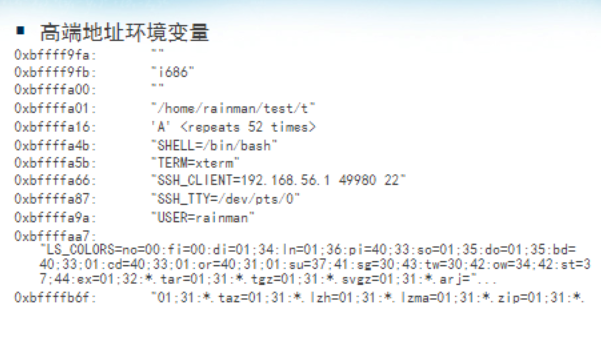 ▪ 高端地址环境变量
0xbffff9fa: ""
0xbffff9fb: "i686"
0xbffffa00: ""
0xbffffa01: "/home/rainman/test/t"
0xbffffa16: 'A' <repeats 52 times>
0xbffffa4b: "SHELL=/bin/bash"
0xbffffa5b: "TERM=xterm"
0xbffffa66: "SSH_CLIENT=192.168.56.1 49980 22"
0xbffffa87: "SSH_TTY=/dev/pts/0"
0xbffffa9a: "USER=rainman"
0xbffffaa7:
"LS_COLORS=no=00:fi=00:di=01;34:ln=01;36:pi=40;33:so=01;35:do=01;35:bd=
40;33;01:cd=40;33;01:or=40;31;01:su=37;41:sg=30;43:tw=30;42:ow=34;42:st=3
7;44:ex=01;32:*.tar=01;31:*.tgz=01;31:*.svgz=01;31:*.arj="...
0xbffffb6f: "01;31:*.taz=01;31:*.lzh=01;31:*.lzma=01;31:*.zip=01;31:*.